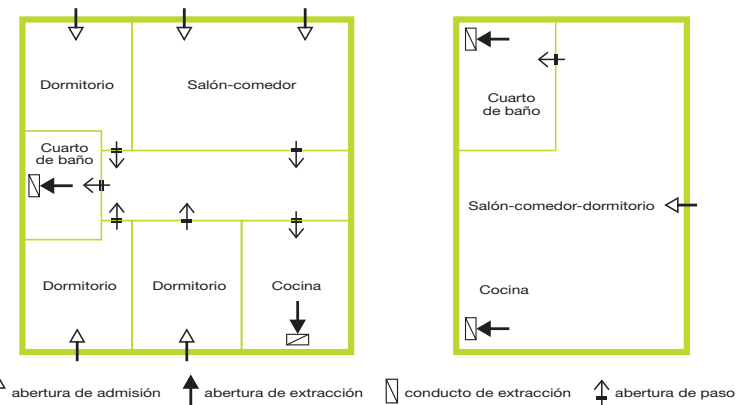 Dormitorio
Salón-comedor
Cuarto
de baño
Dormitorio
Dormitorio
Cocina
Cuarto
de baño
Salón-comedor-dormitorio
Cocina
abertura de admisión
abertura de extracción
conducto de extracción
abertura de paso